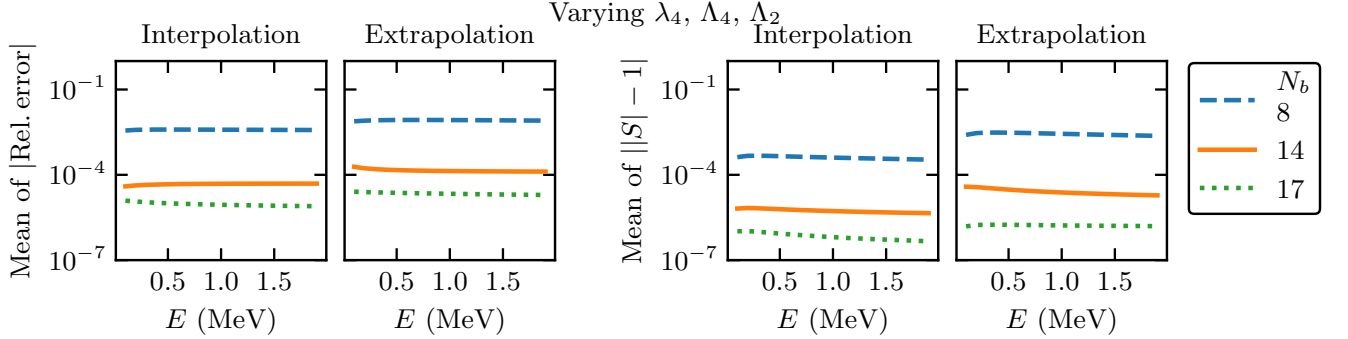 Varying λ₄, Λ₄, Λ₂
Interpolation
Extrapolation
Interpolation
Extrapolation
Mean of |Rel. error|
10⁻¹
10⁻⁴
10⁻⁷
0.5 1.0 1.5
E (MeV)
0.5 1.0 1.5
E (MeV)
Mean of ||S| − 1|
10⁻¹
10⁻⁴
10⁻⁷
0.5 1.0 1.5
E (MeV)
0.5 1.0 1.5
E (MeV)
N_b
8
14
17